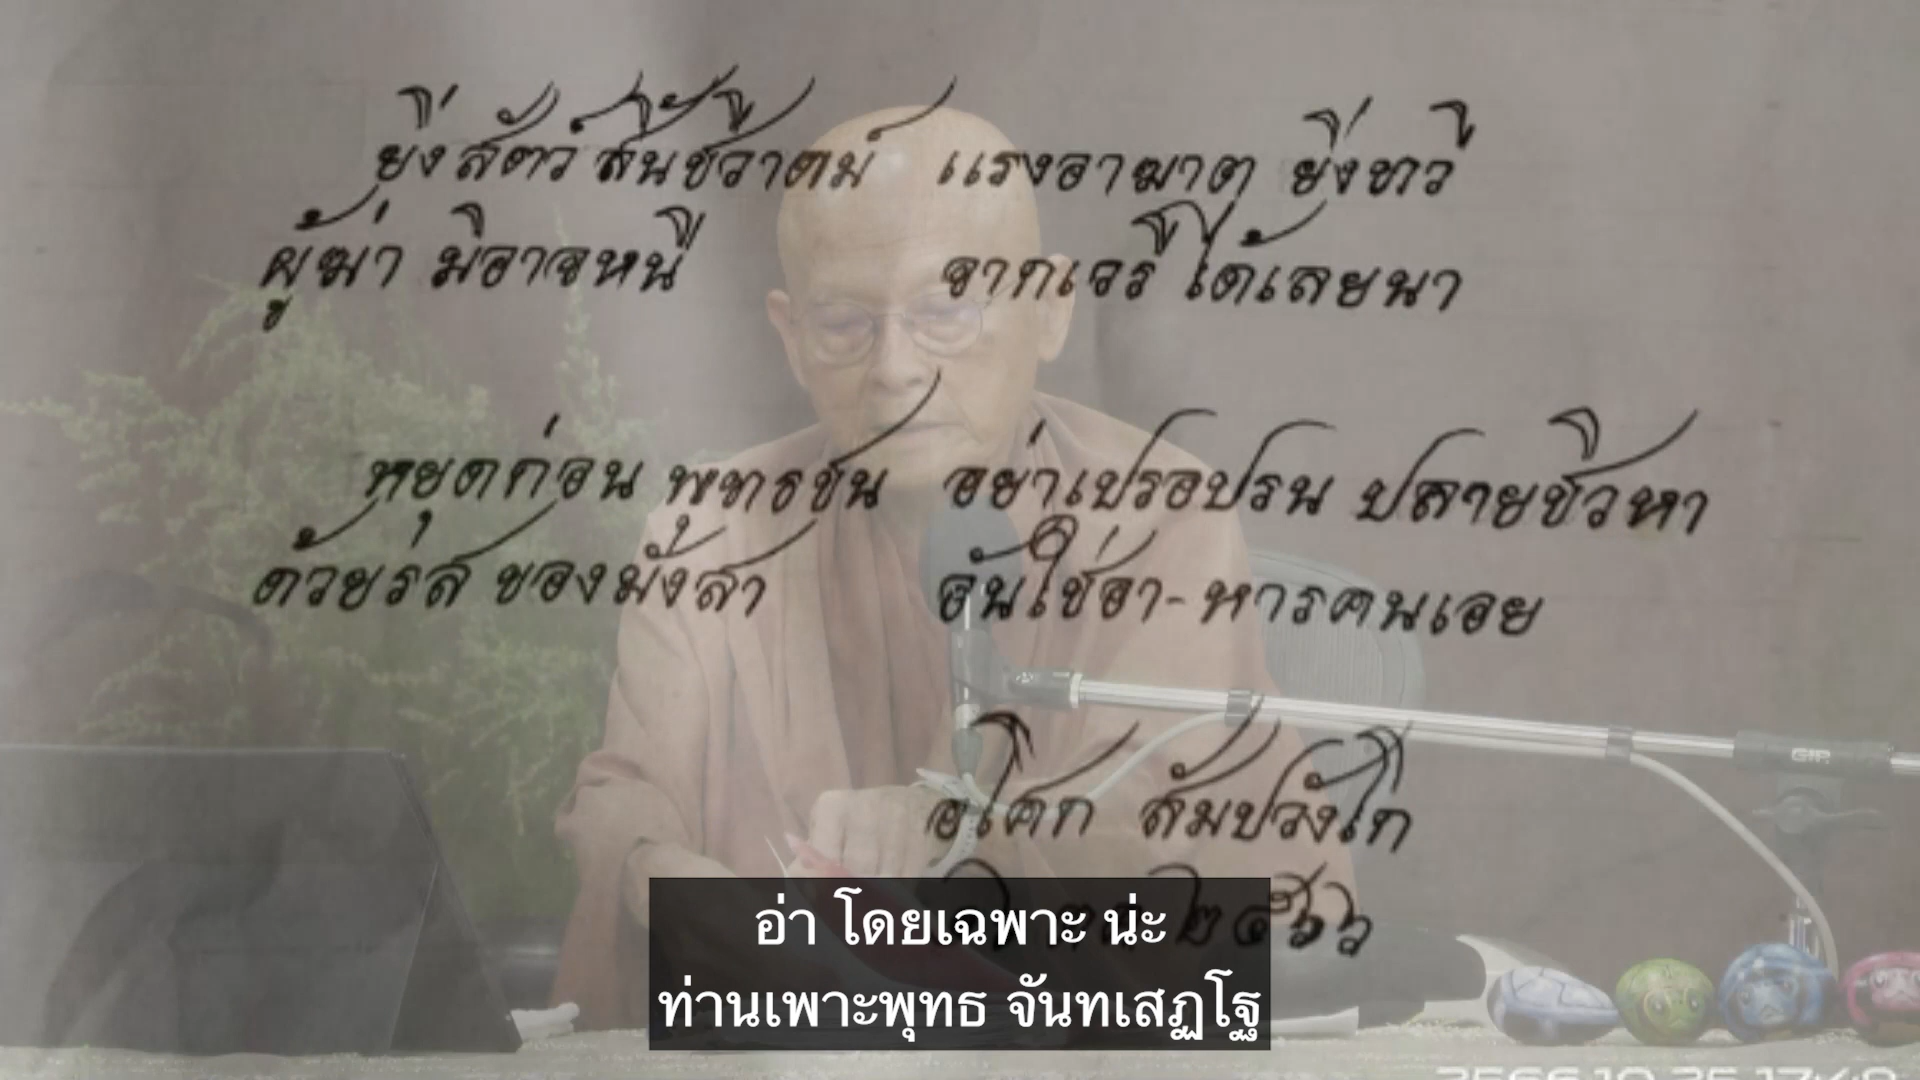 ยิ่งสัตว์ สิ้นชีวาตม์ แรงอาฆาต ยิ่งทวี
ผู้ฆ่า มิอาจหนี จากเวรี ได้เลยนา
หยุดก่อน พุทธชน อย่าเปรอปรน ปลายชิวหา
ด้วยรส ของมังสา อันใช่อา-หารคนเอย
อโศก สัมปวังโก
๒๕๖๖
อ่า โดยเฉพาะ น่ะ
ท่านเพาะพุทธ จันทเสฏโฐ
GIP